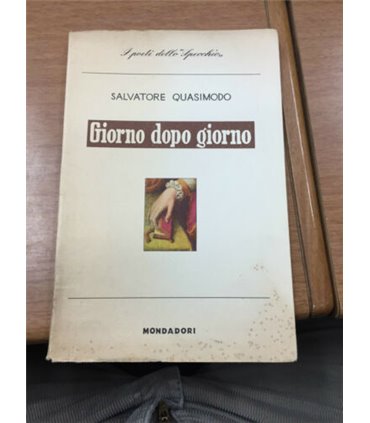 I poeti dello "Specchio"
SALVATORE QUASIMODO
Giorno dopo giorno
MONDADORI